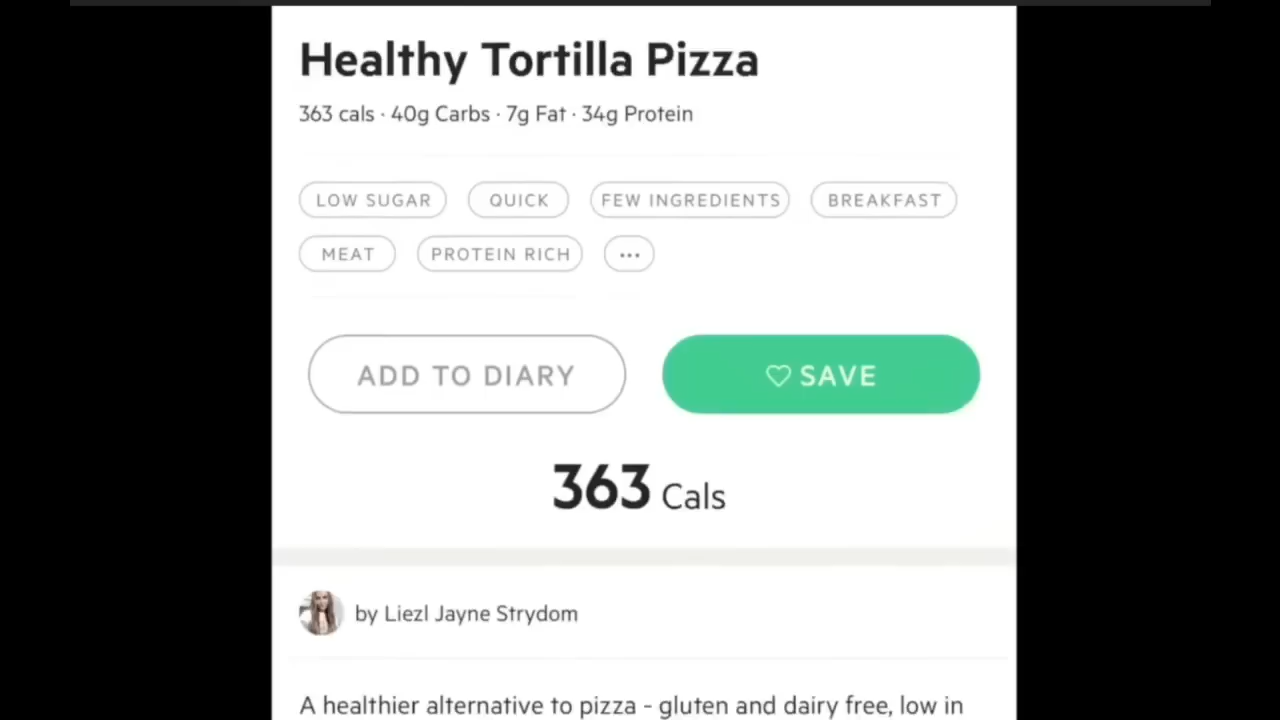 Healthy Tortilla Pizza
363 cals · 40g Carbs · 7g Fat · 34g Protein
LOW SUGAR QUICK FEW INGREDIENTS BREAKFAST
MEAT PROTEIN RICH ...
ADD TO DIARY SAVE
363 Cals
by Liezl Jayne Strydom
A healthier alternative to pizza - gluten and dairy free, low in